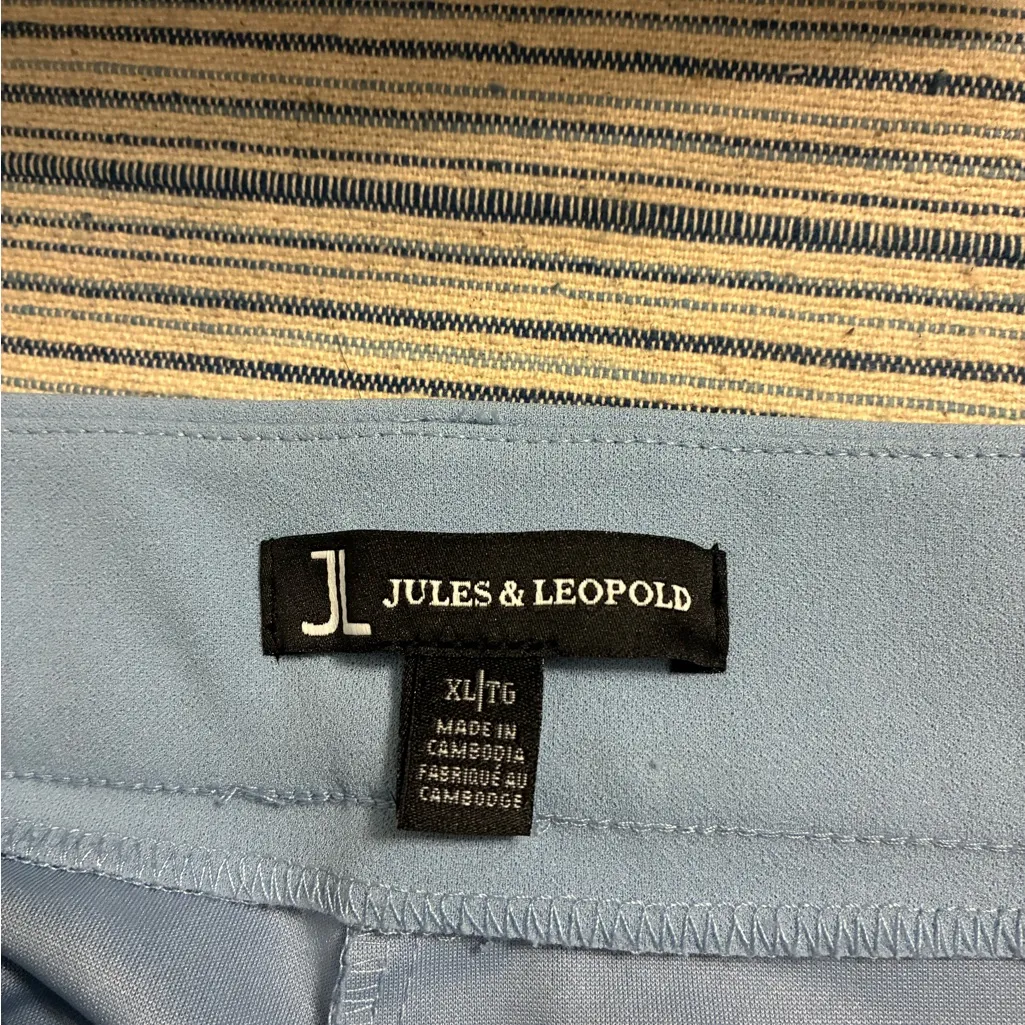 JL JULES & LEOPOLD
XL|TG
MADE IN
CAMBODIA
FABRIQUÉ AU
CAMBODGE